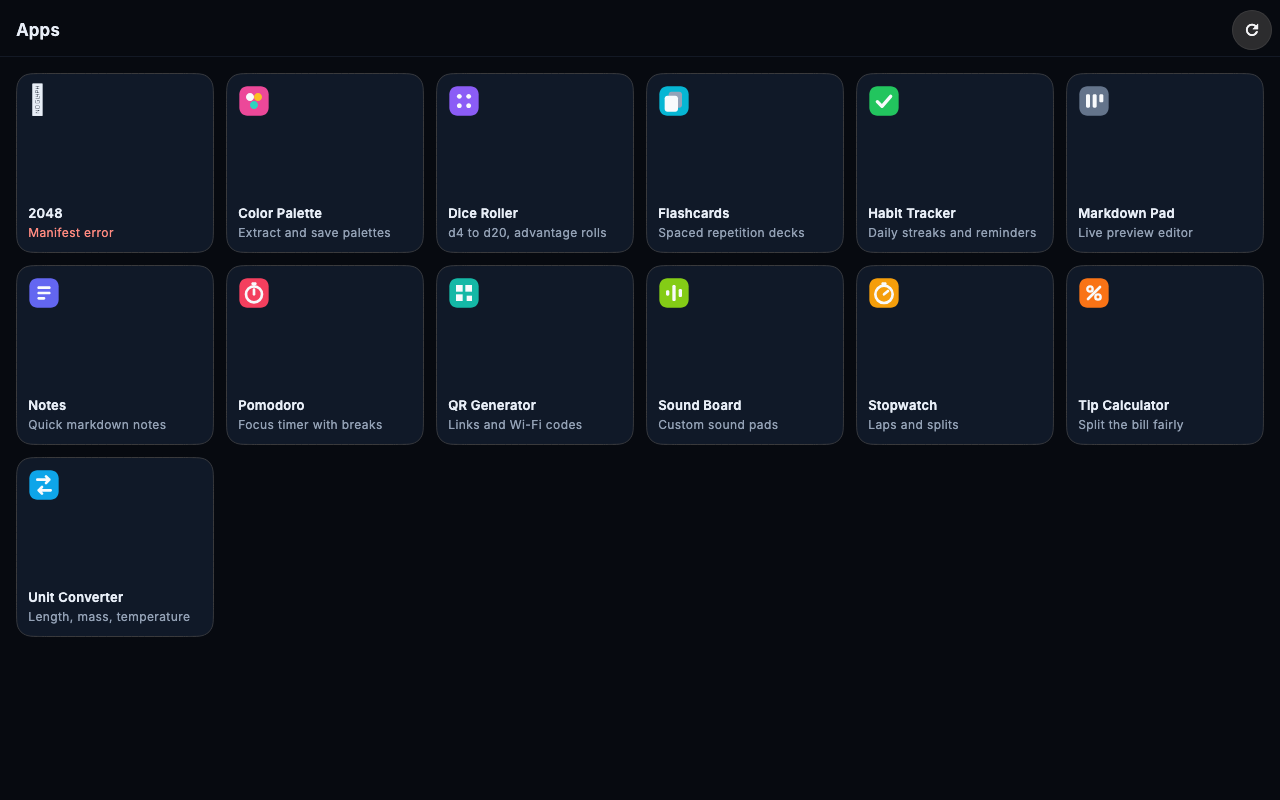 Apps
NO GLYPH
2048
Manifest error
Color Palette
Extract and save palettes
Dice Roller
d4 to d20, advantage rolls
Flashcards
Spaced repetition decks
Habit Tracker
Daily streaks and reminders
Markdown Pad
Live preview editor
Notes
Quick markdown notes
Pomodoro
Focus timer with breaks
QR Generator
Links and Wi-Fi codes
Sound Board
Custom sound pads
Stopwatch
Laps and splits
Tip Calculator
Split the bill fairly
Unit Converter
Length, mass, temperature